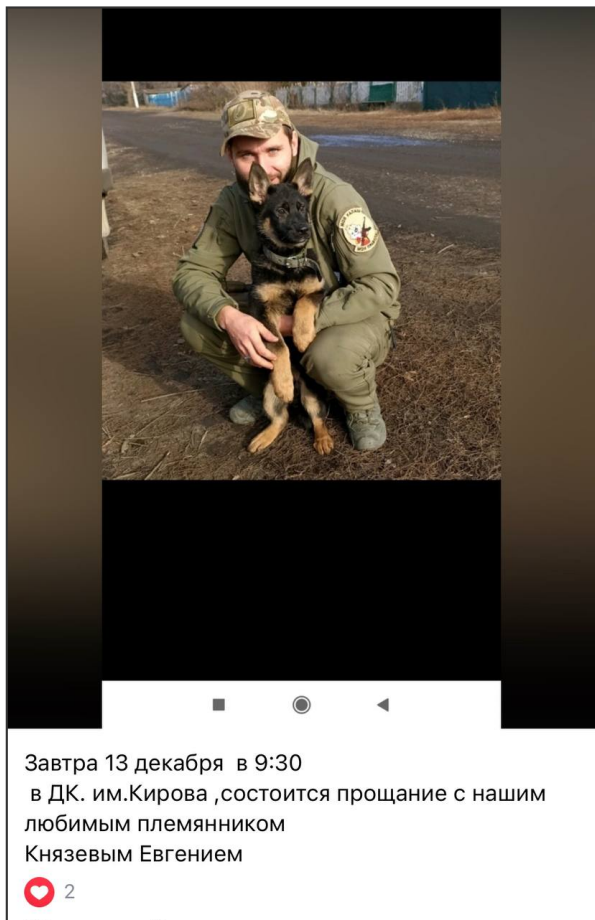 Завтра 13 декабря в 9:30
в ДК. им.Кирова ,состоится прощание с нашим
любимым племянником
Князевым Евгением
2